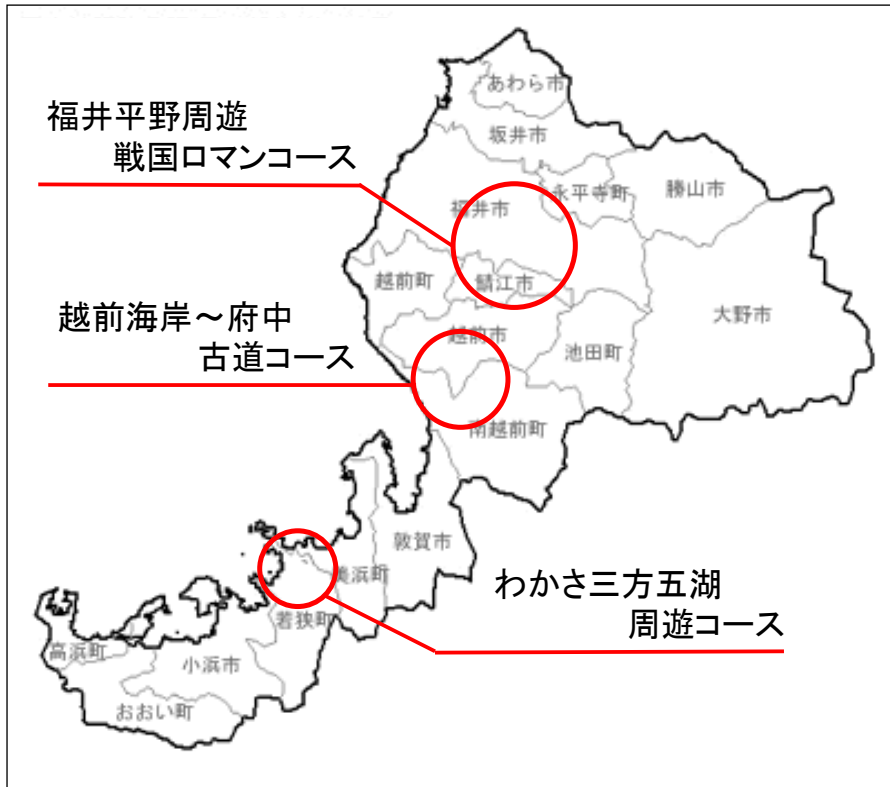 あわら市
福井平野周遊
坂井市
戦国ロマンコース
永平寺町
勝山市
福井市
越前町
鯖江市
越前海岸～府中
大野市
越前市
古道コース
池田町
南越前町
敦賀市
美浜町
わかさ三方五湖
若狭町
周遊コース
高浜町
小浜市
おおい町